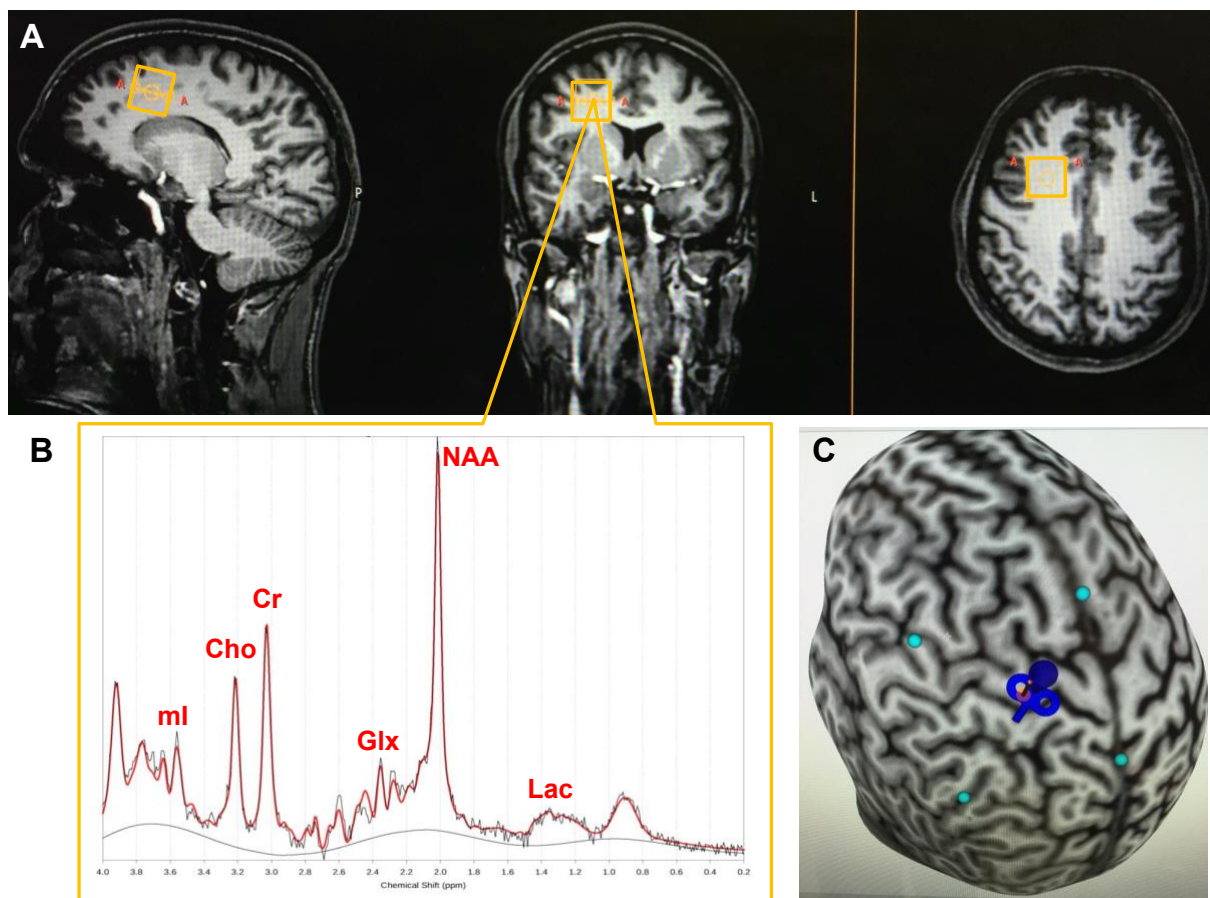 A
A A P
A A L
A A
B
NAA
Cr
Cho
mI
Glx
Lac
4.0 3.8 3.6 3.4 3.2 3.0 2.8 2.6 2.4 2.2 2.0 1.8 1.6 1.4 1.2 1.0 0.8 0.6 0.4 0.2
Chemical Shift (ppm)
C